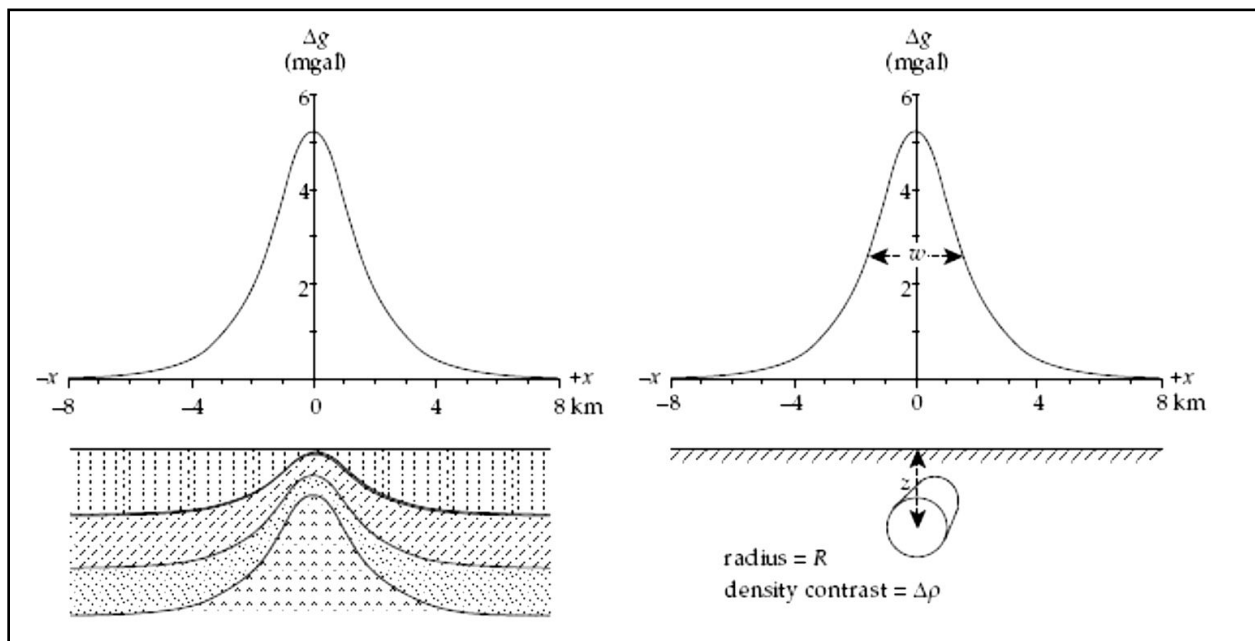 Δg
(mgal)
6
4
2
–x
+x
–8
–4
0
4
8 km
Δg
(mgal)
6
4
w
2
–x
+x
–8
–4
0
4
8 km
z
radius = R
density contrast = Δρ